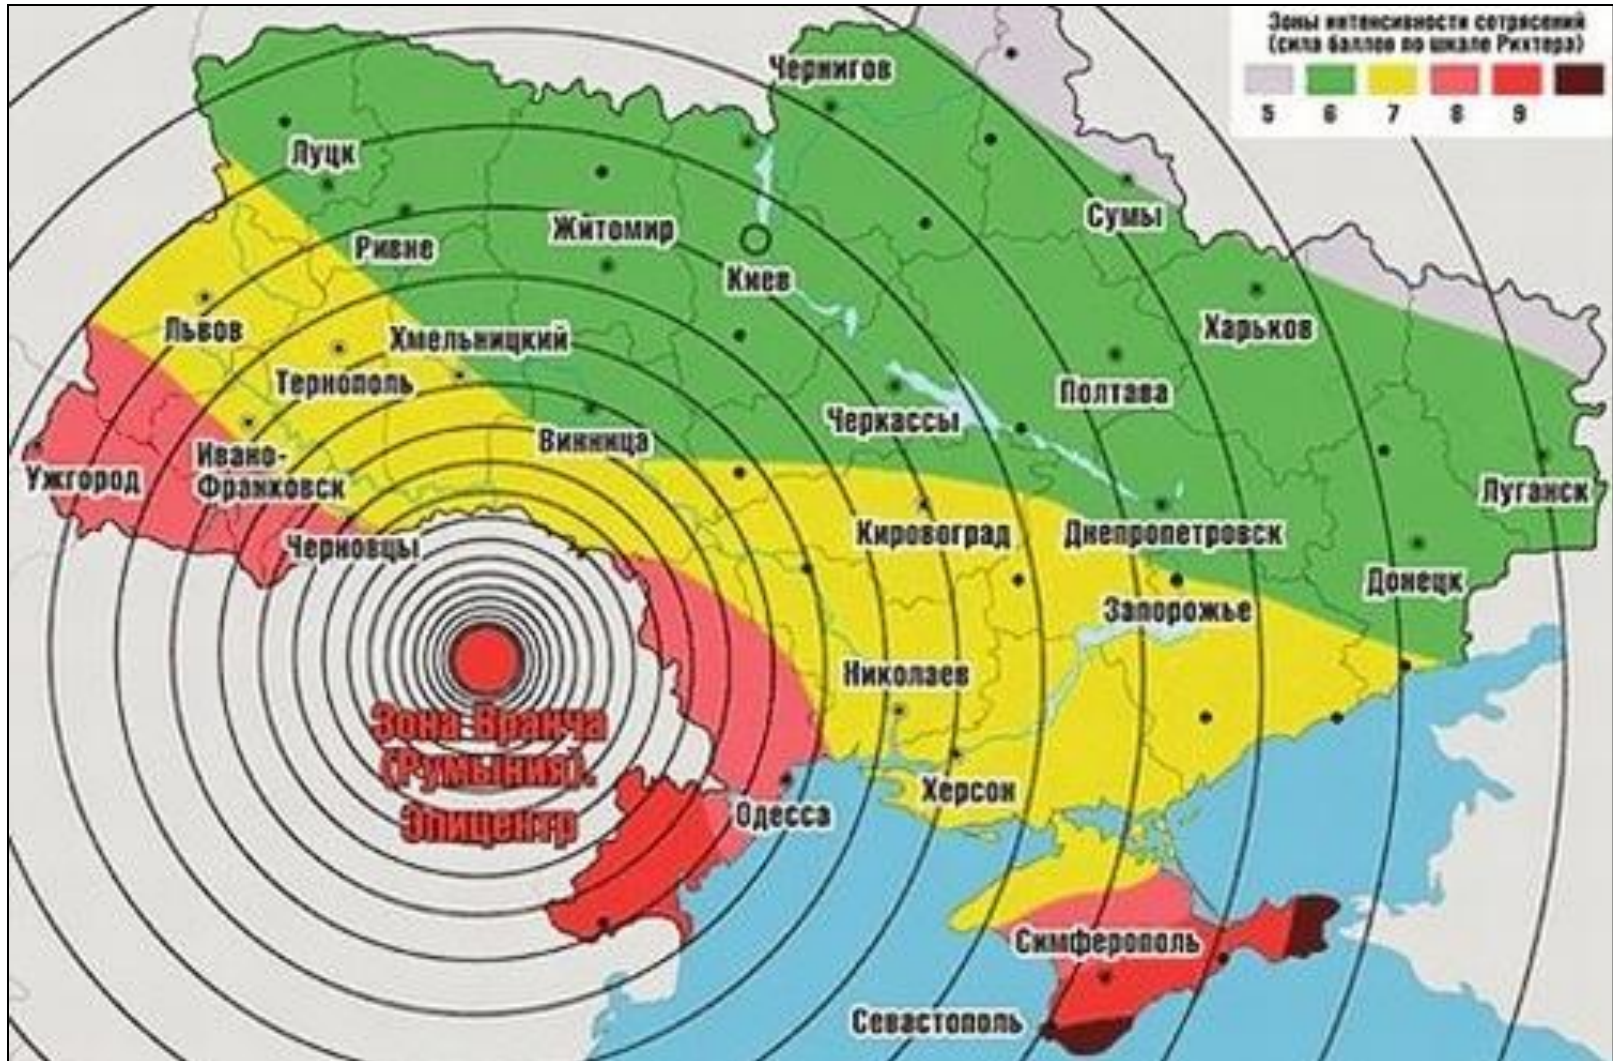 Зоны интенсивности сотрясений
(сила баллов по шкале Рихтера)
5 6 7 8 9
Чернигов
Луцк
Сумы
Житомир
Ривне
Киев
Львов
Хмельницкий
Харьков
Тернополь
Полтава
Черкассы
Винница
Ивано-
Франковск
Ужгород
Луганск
Кировоград
Днепропетровск
Черновцы
Донецк
Запорожье
Николаев
Зона Вранча
(Румыния).
Эпицентр
Херсон
Одесса
Симферополь
Севастополь